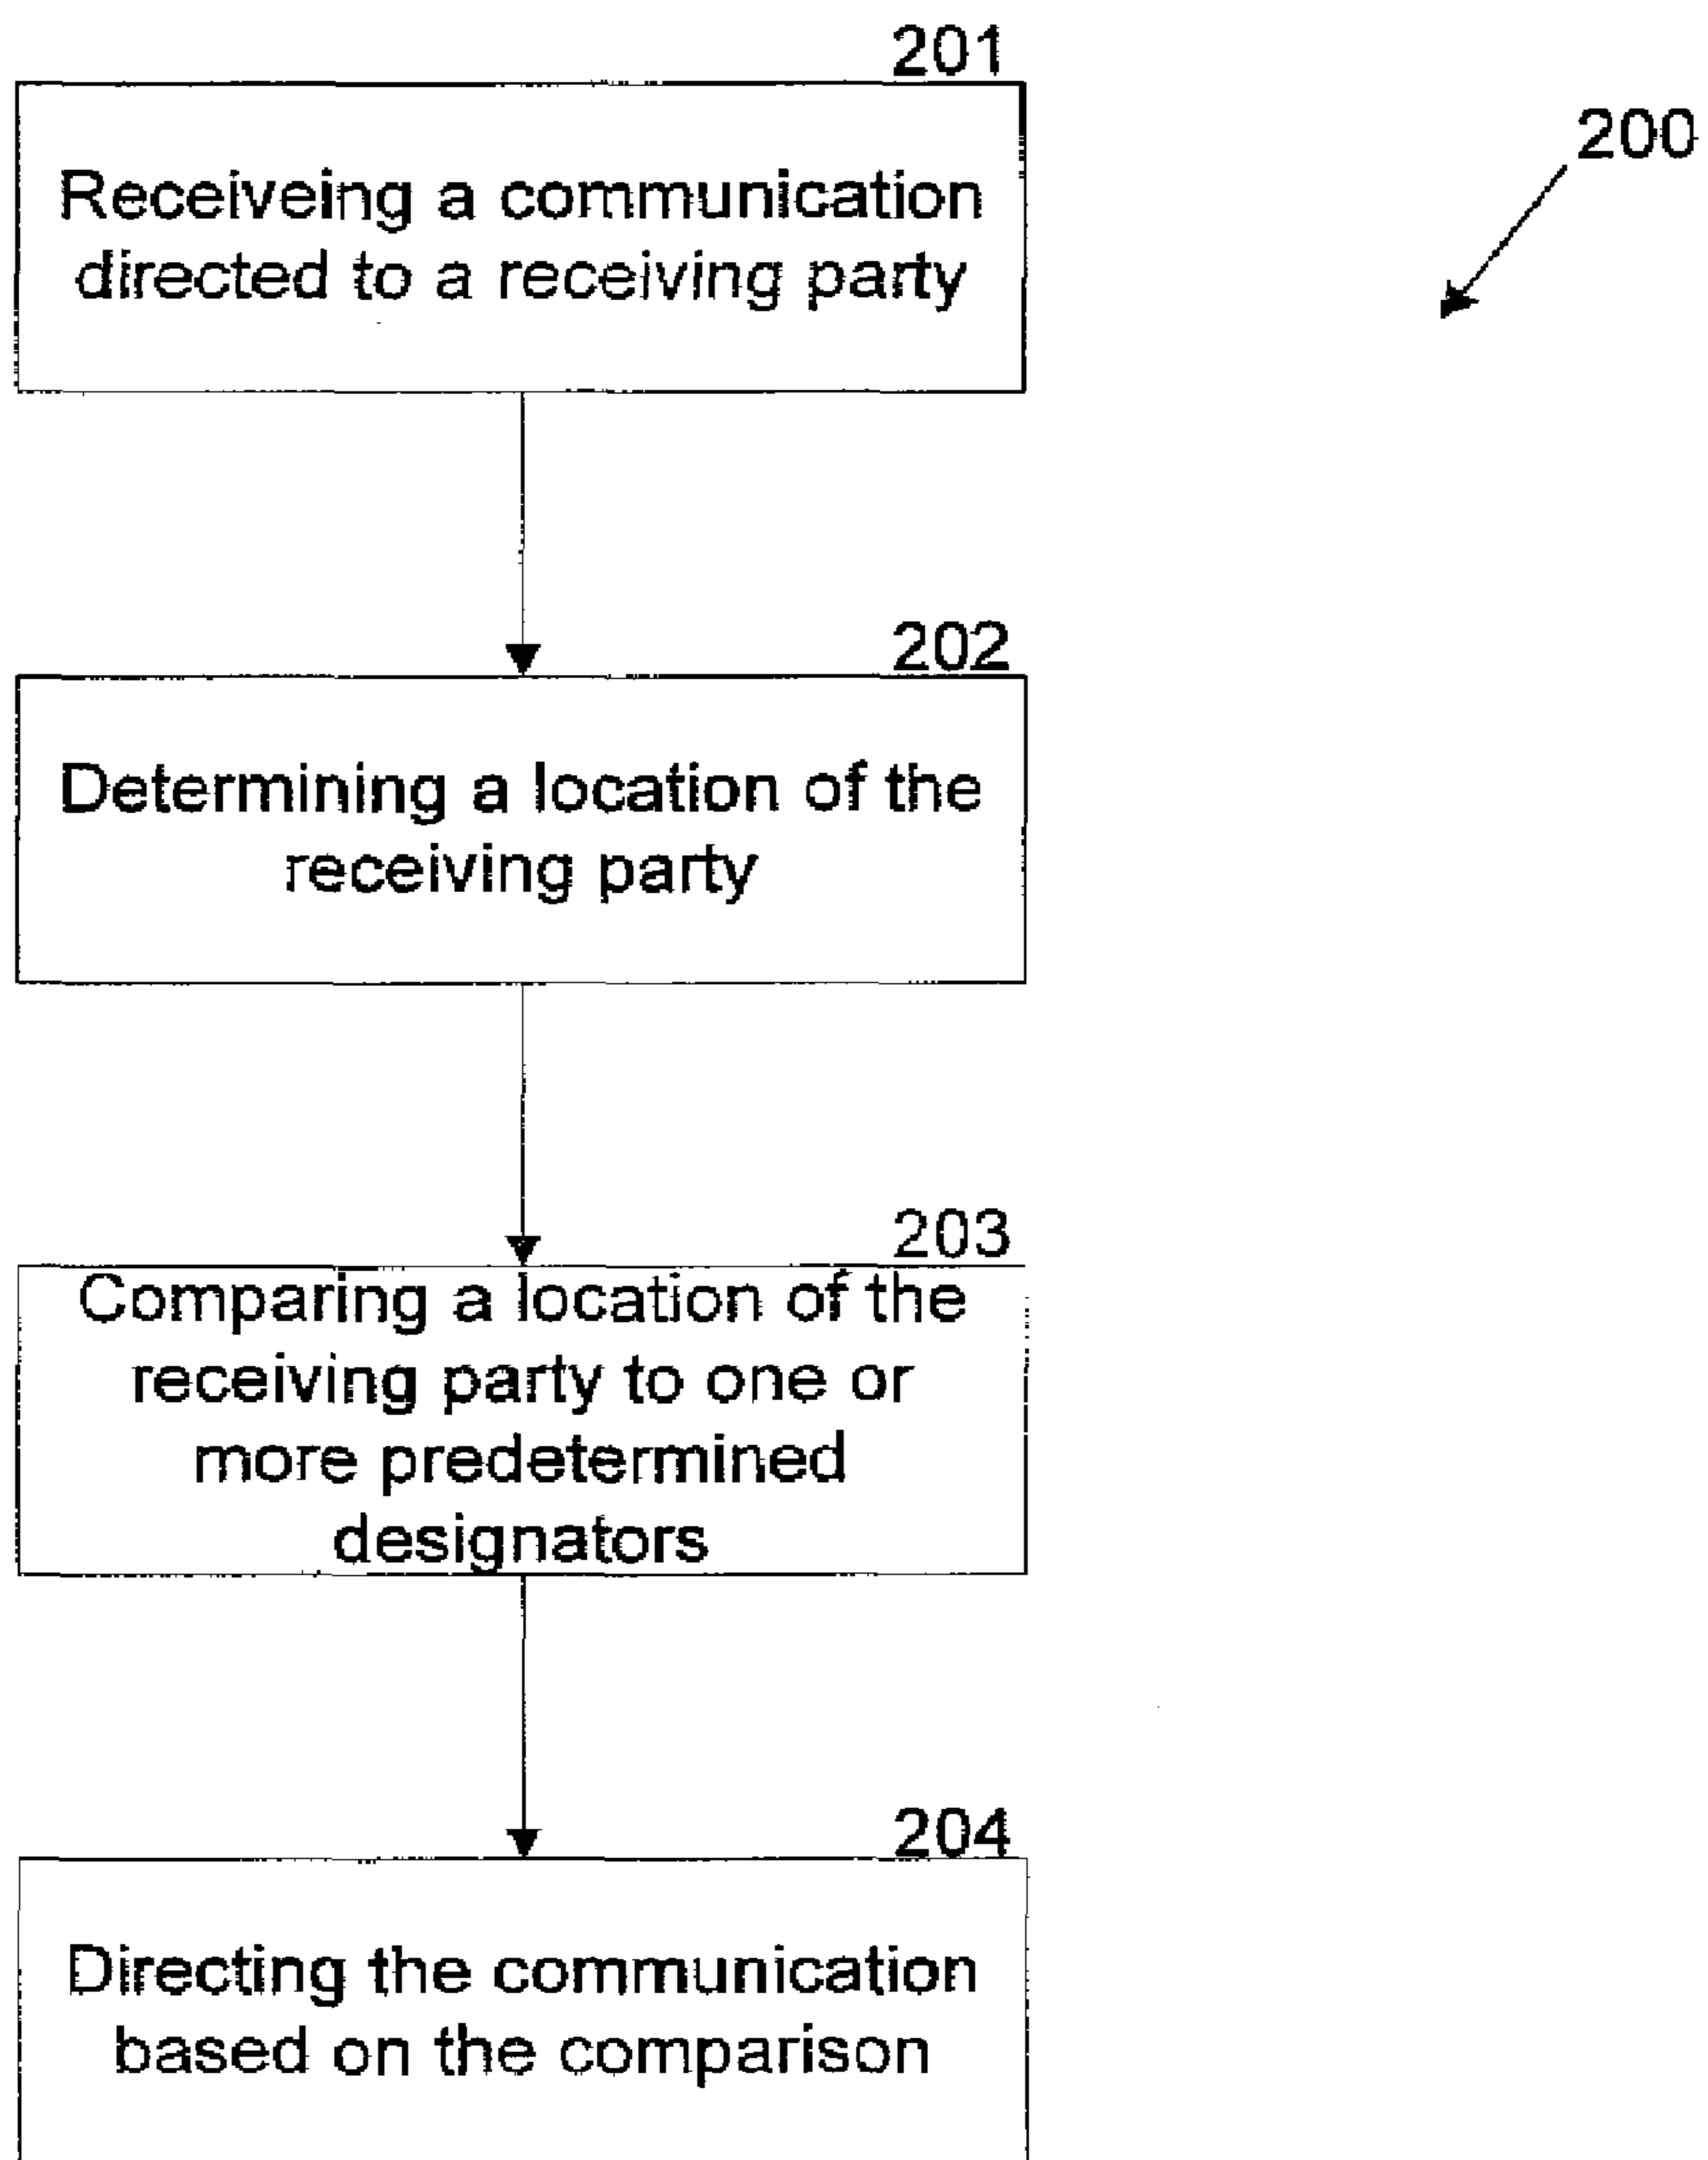 201
200
Receiveing a communication
directed to a receiving party
202
Determining a location of the
receiving party
203
Comparing a location of the
receiving party to one or
more predetermined
designators
204
Directing the communication
based on the comparison